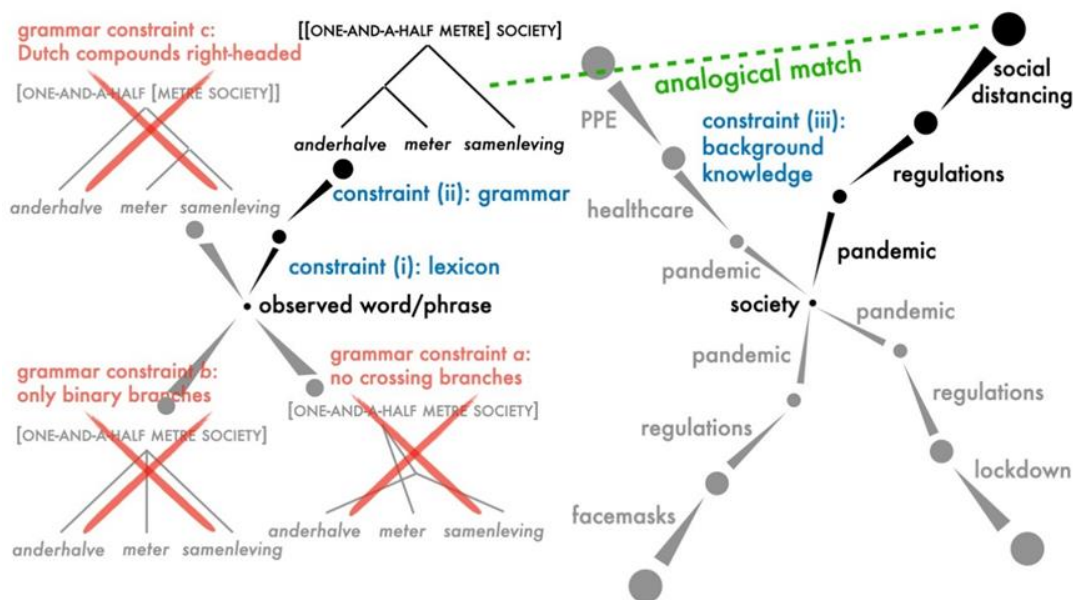 grammar constraint c:
Dutch compounds right-headed
[ONE-AND-A-HALF [METRE SOCIETY]]
anderhalve meter samenleving
[[ONE-AND-A-HALF METRE] SOCIETY]
anderhalve meter samenleving
constraint (ii): grammar
constraint (i): lexicon
observed word/phrase
grammar constraint b:
only binary branches
[ONE-AND-A-HALF METRE SOCIETY]
anderhalve meter samenleving
grammar constraint a:
no crossing branches
[ONE-AND-A-HALF METRE SOCIETY]
anderhalve meter samenleving
analogical match
constraint (iii):
background
knowledge
PPE
healthcare
pandemic
society
social
distancing
regulations
pandemic
pandemic
regulations
lockdown
pandemic
regulations
facemasks